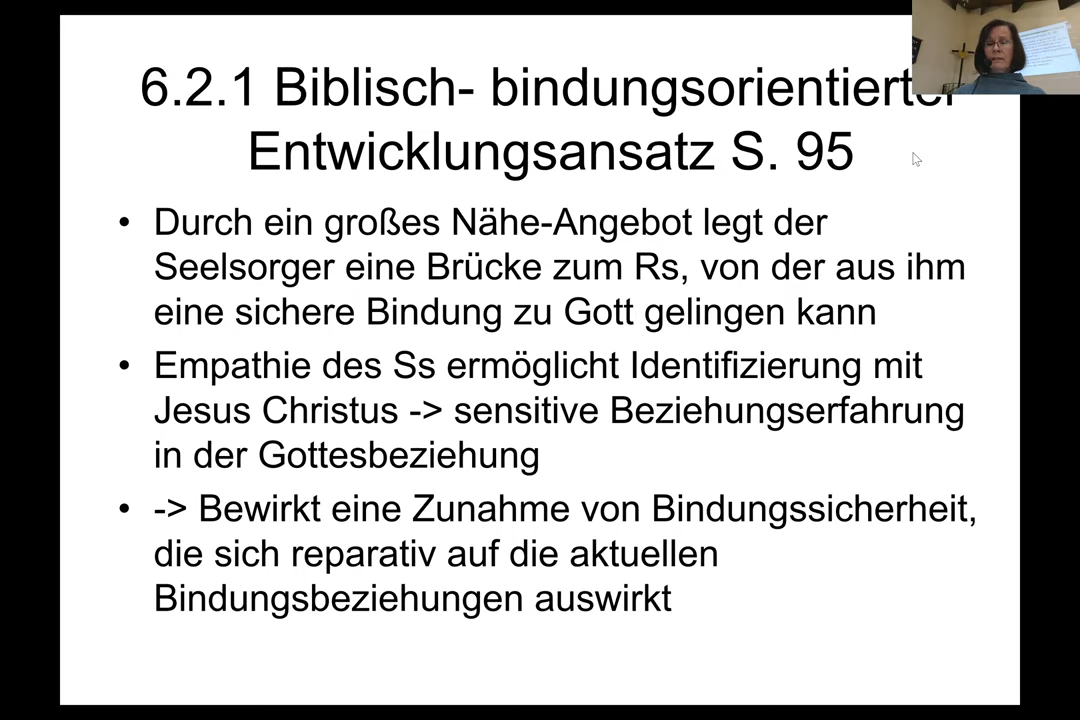 6.2.1 Biblisch- bindungsorientierter
Entwicklungsansatz S. 95
• Durch ein großes Nähe-Angebot legt der
Seelsorger eine Brücke zum Rs, von der aus ihm
eine sichere Bindung zu Gott gelingen kann
• Empathie des Ss ermöglicht Identifizierung mit
Jesus Christus -> sensitive Beziehungserfahrung
in der Gottesbeziehung
• -> Bewirkt eine Zunahme von Bindungssicherheit,
die sich reparativ auf die aktuellen
Bindungsbeziehungen auswirkt